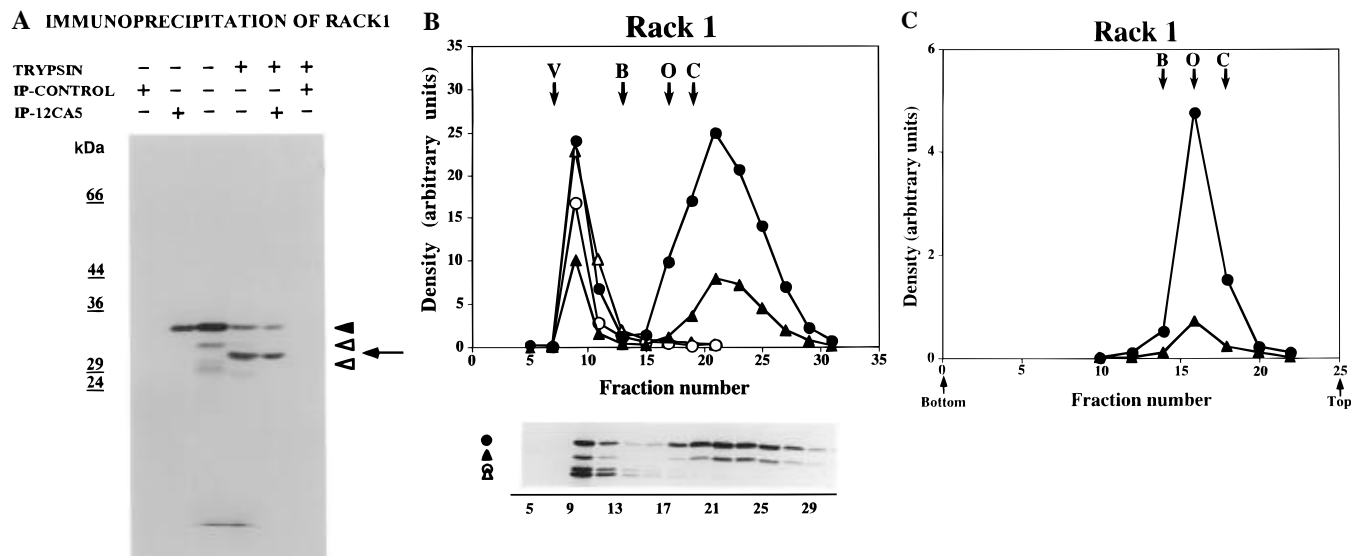 A IMMUNOPRECIPITATION OF RACK1
TRYPSIN − − − + + +
IP-CONTROL + − − − − +
IP-12CA5 − + − − + −
kDa
66
44
36
29
24
B
Rack 1
Density (arbitrary units)
35
30
25
20
15
10
5
0
V B O C
0 5 10 15 20 25 30 35
Fraction number
5 9 13 17 21 25 29
C
Rack 1
Density (arbitrary units)
6
4
2
0
B O C
0 5 10 15 20 25
Bottom Fraction number Top